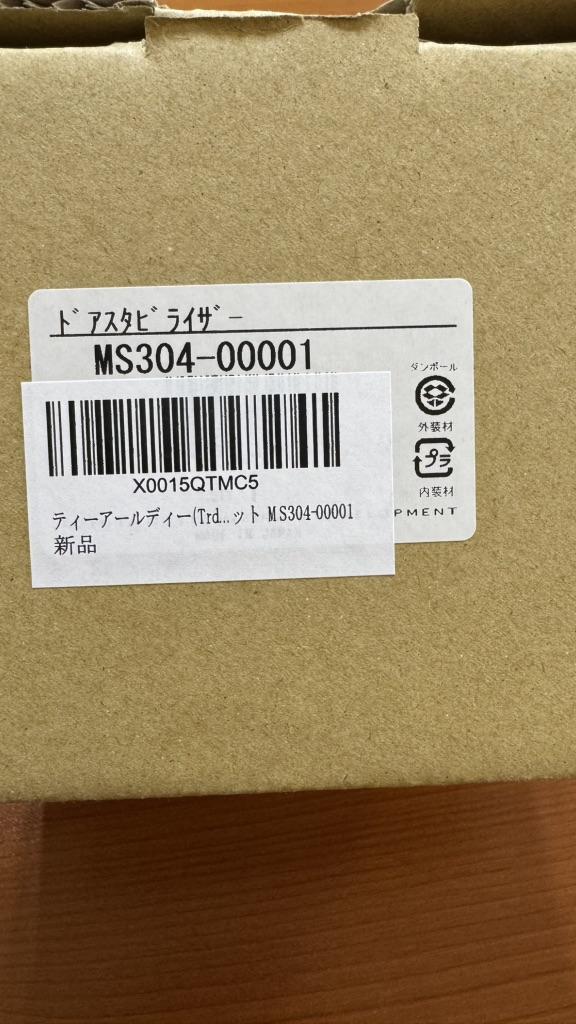 ﾄﾞｱｽﾀﾋﾞﾗｲｻﾞｰ
MS304-00001
ダンボール
外装材
プラ
内装材
X0015QTMC5
ティーアールディー(Trd…ット MS304-00001
新品
PMENT